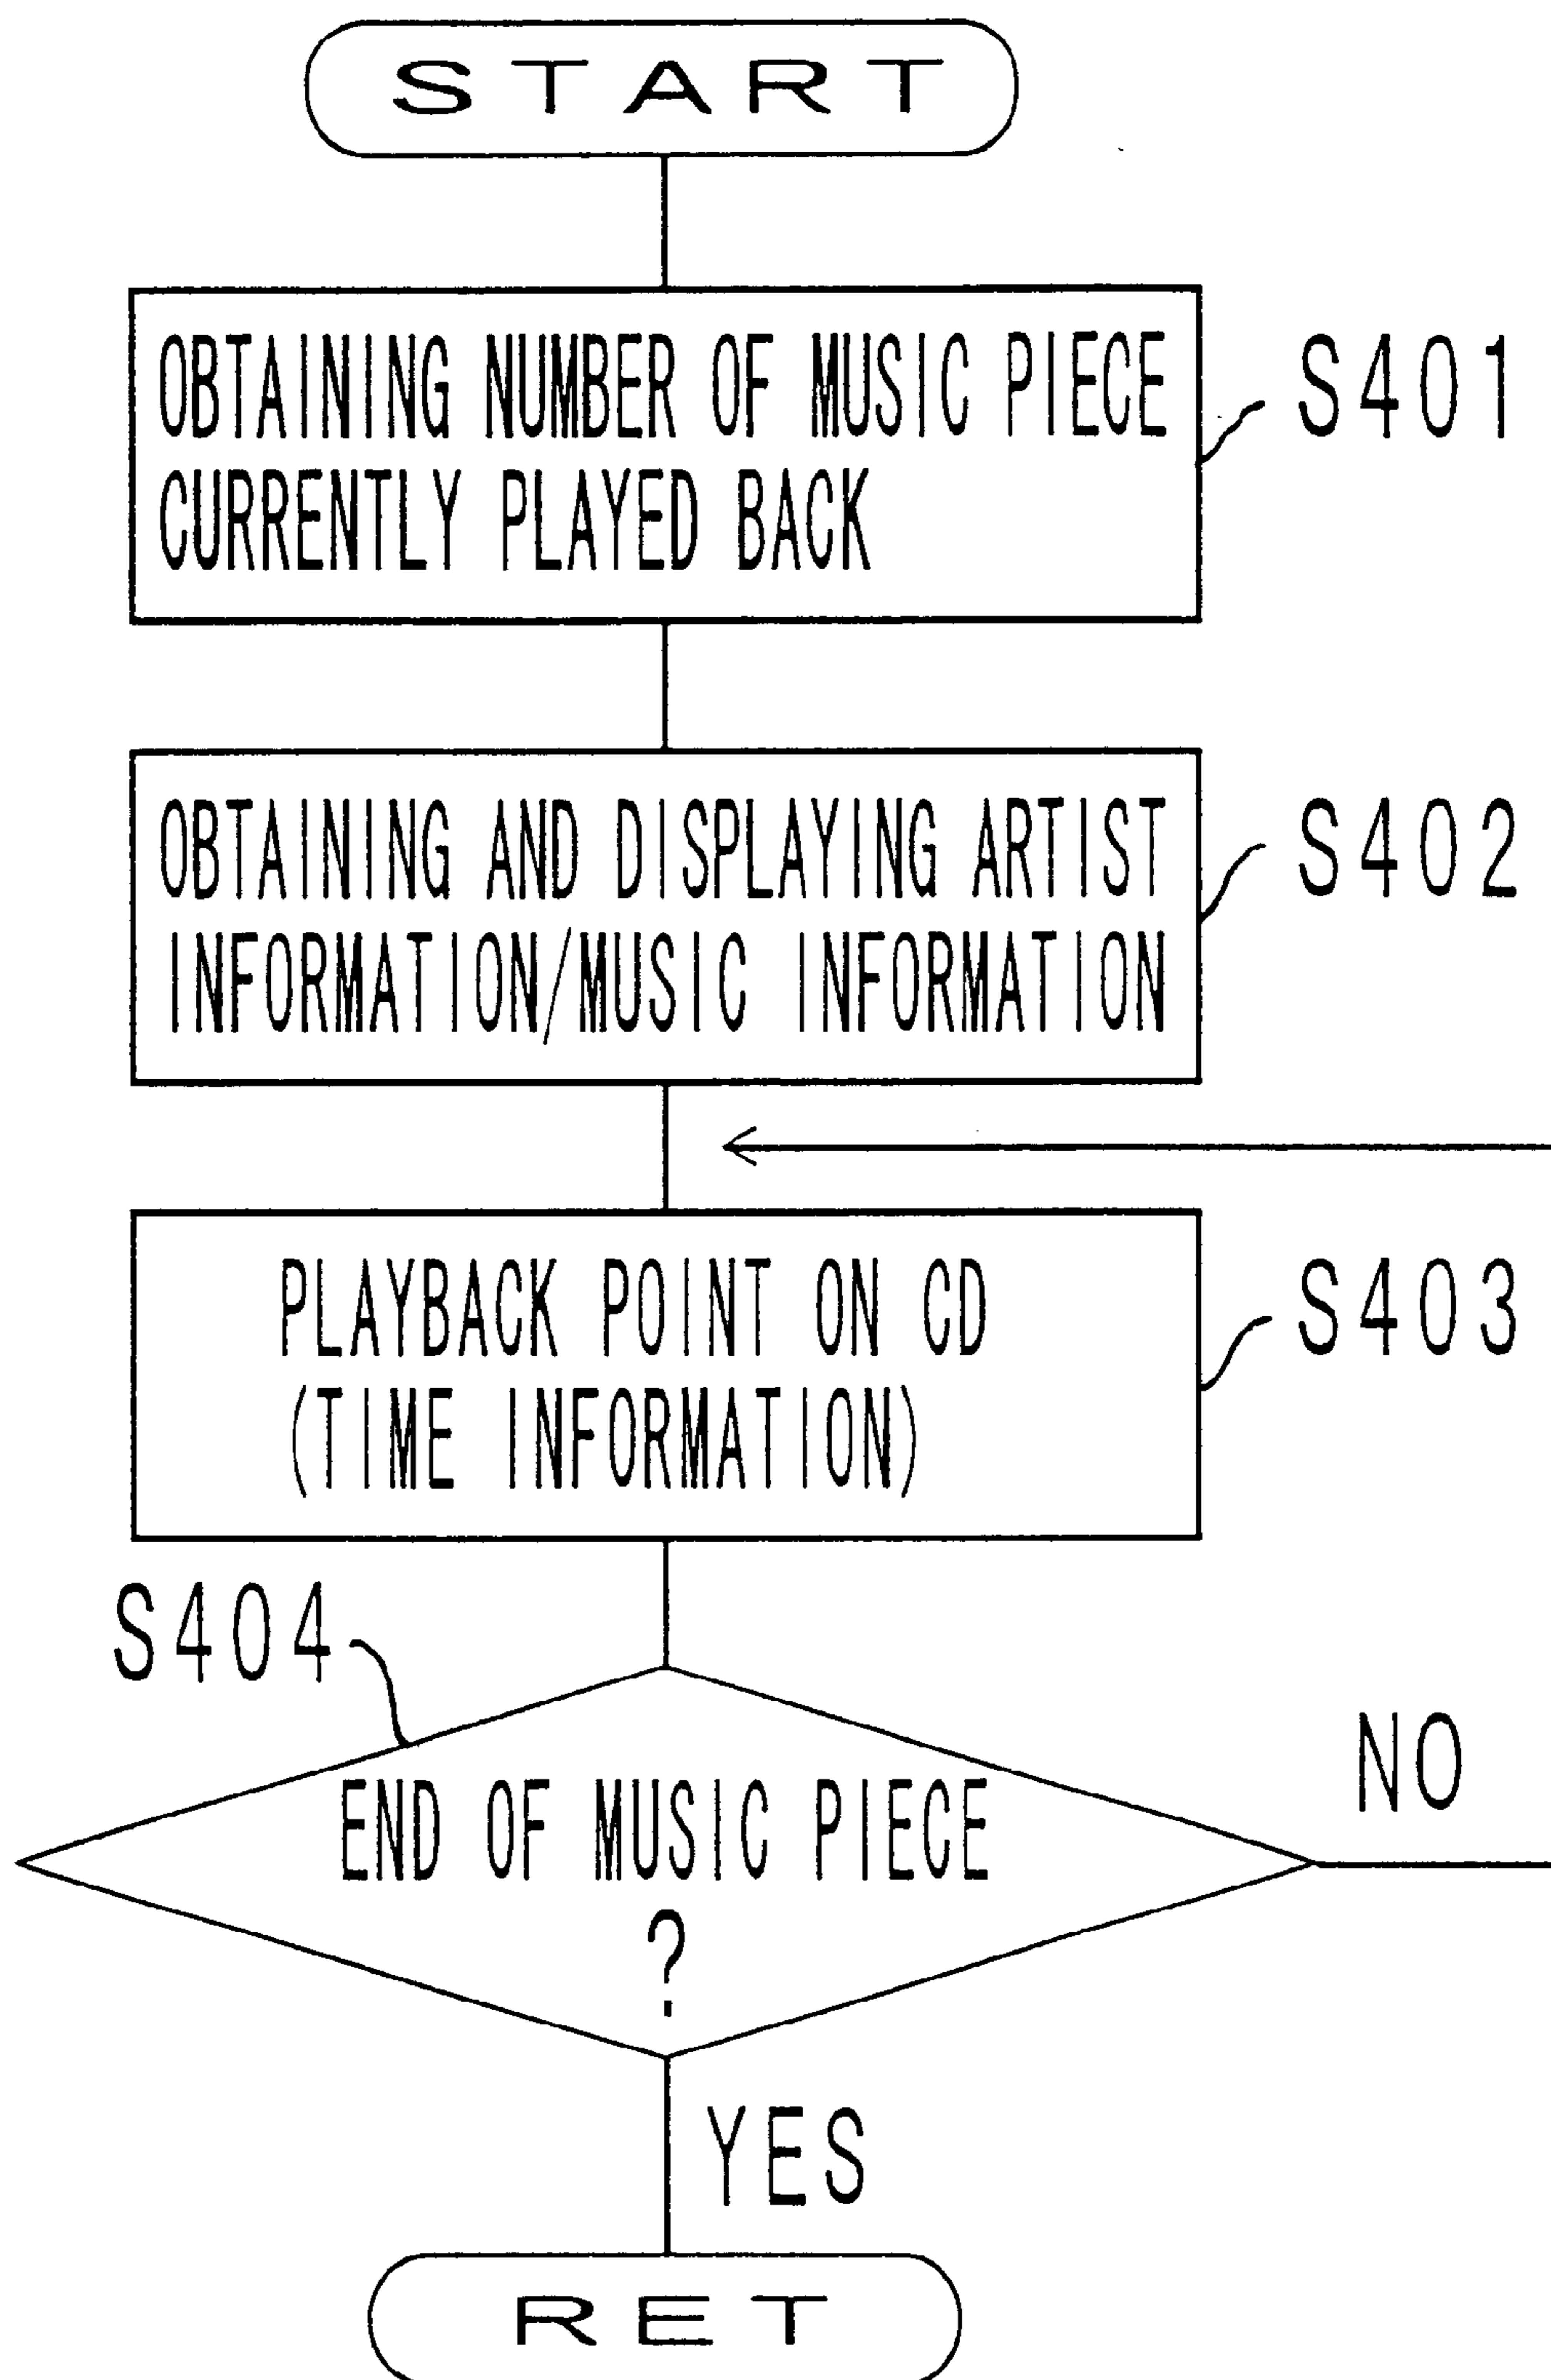 START
OBTAINING NUMBER OF MUSIC PIECE
CURRENTLY PLAYED BACK
S401
OBTAINING AND DISPLAYING ARTIST
INFORMATION/MUSIC INFORMATION
S402
PLAYBACK POINT ON CD
(TIME INFORMATION)
S403
S404
END OF MUSIC PIECE
?
NO
YES
RET